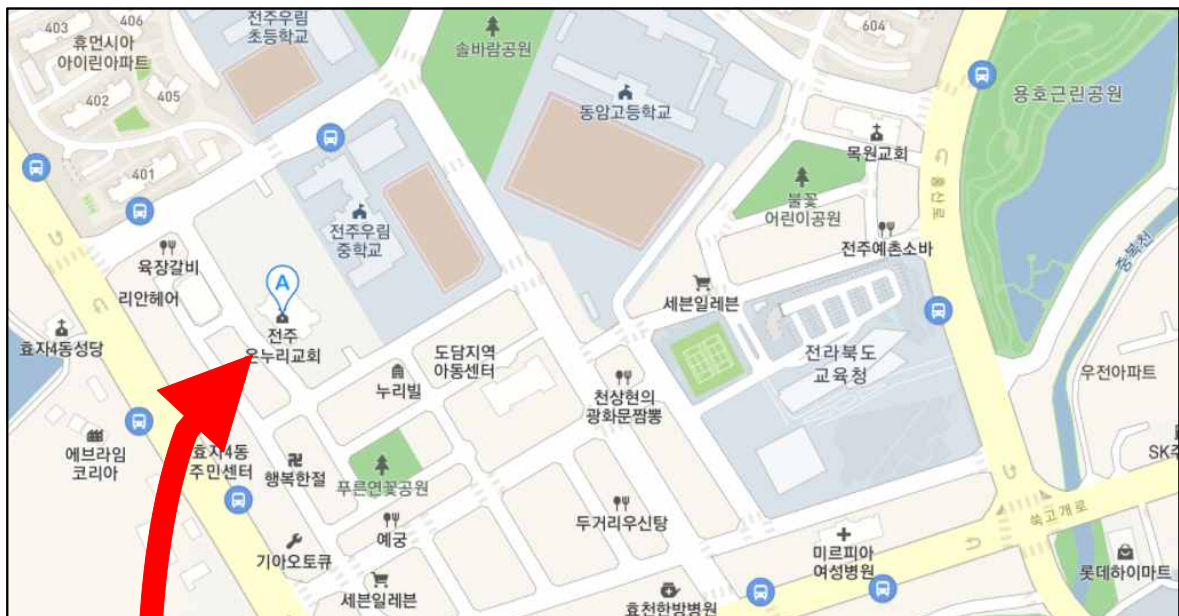 403
406
휴먼시아
아이린아파트
402
405
401
전주우림
초등학교
솔바람공원
동암고등학교
604
용호근린공원
목원교회
불꽃
어린이공원
홍산로
전주예촌소바
중복천
전주우림
중학교
육장갈비
리안헤어
A
전주
온누리교회
효자4동성당
세븐일레븐
전라북도
교육청
우전아파트
도담지역
아동센터
누리빌
천상현의
광화문짬뽕
에브라임
코리아
효자4동
주민센터
행복한절
푸른연꽃공원
SK주
쑥고개로
두거리우신탕
예궁
기아오토큐
미르피아
여성병원
롯데하이마트
세븐일레븐
효천한방병원